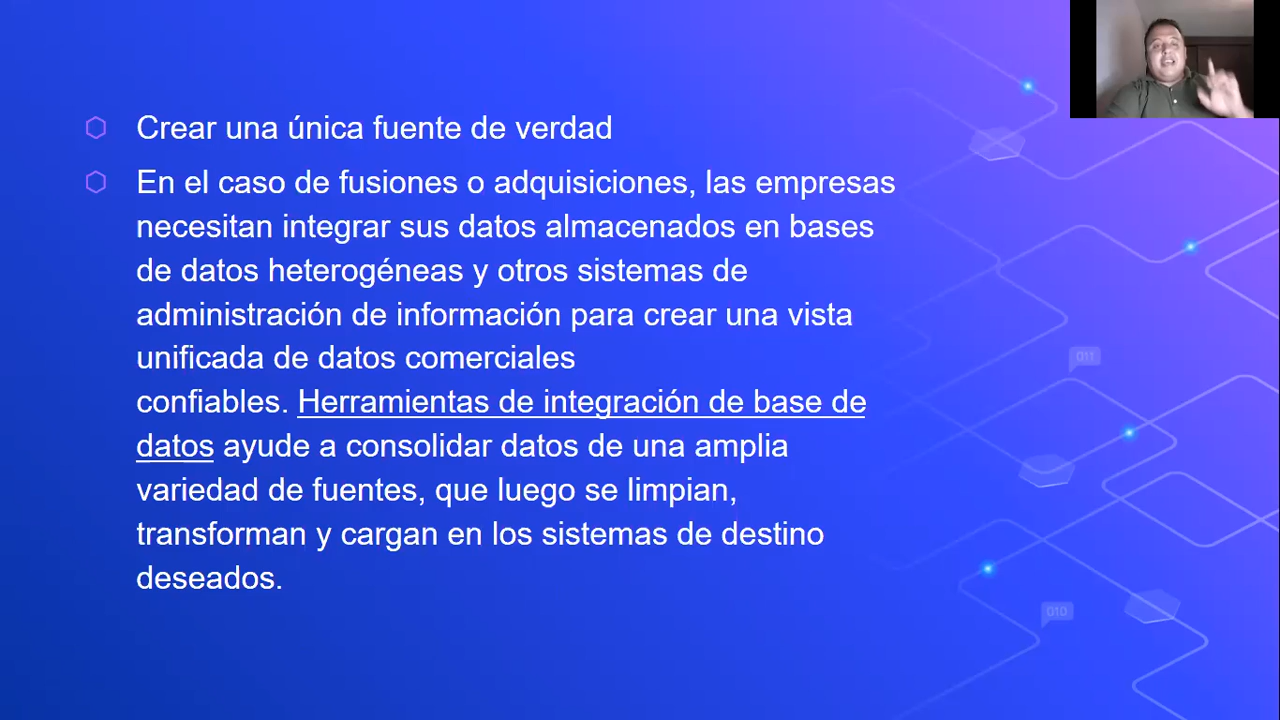 Crear una única fuente de verdad
En el caso de fusiones o adquisiciones, las empresas
necesitan integrar sus datos almacenados en bases
de datos heterogéneas y otros sistemas de
administración de información para crear una vista
unificada de datos comerciales
confiables. Herramientas de integración de base de
datos ayude a consolidar datos de una amplia
variedad de fuentes, que luego se limpian,
transforman y cargan en los sistemas de destino
deseados.
011
010